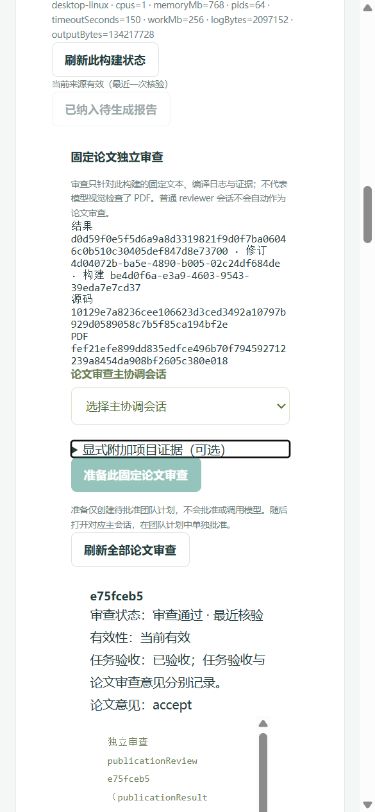 desktop-linux · cpus=1 · memoryMb=768 · pids=64 ·
timeoutSeconds=150 · workMb=256 · logBytes=2097152 ·
outputBytes=134217728
刷新此构建状态
当前来源有效（最近一次核验）
已纳入待生成报告
固定论文独立审查
审查只针对此构建的固定文本、编译日志与证据；不代表
模型视觉检查了 PDF。普通 reviewer 会话不会自动作为
论文审查。
结果
d0d59f0e5f5d6a9a8d3319821f9d0f7ba0604
6c0b510c30405def847d8e73700 · 修订
4d04072b-ba5e-4890-b005-02c24df684de
· 构建 be4d0f6a-e3a9-4603-9543-
39eda7e7cd37
源码
10129e7a8236cee106623d3ced3492a10797b
929d0589058c7b5f85ca194bf2e
PDF
fef21efe899dd835edfce496b70f794592712
239a8454da908bf2605c380e018
论文审查主协调会话
选择主协调会话
▶ 显式附加项目证据（可选）
准备此固定论文审查
准备仅创建待批准团队计划，不会批准或调用模型。随后
打开对应主会话，在团队计划中单独批准。
刷新全部论文审查
e75fceb5
审查状态：审查通过 · 最近核验
有效性：当前有效
任务验收：已验收；任务验收与
论文审查意见分别记录。
论文意见：accept
独立审查
publicationReview
e75fceb5
（publicationResult